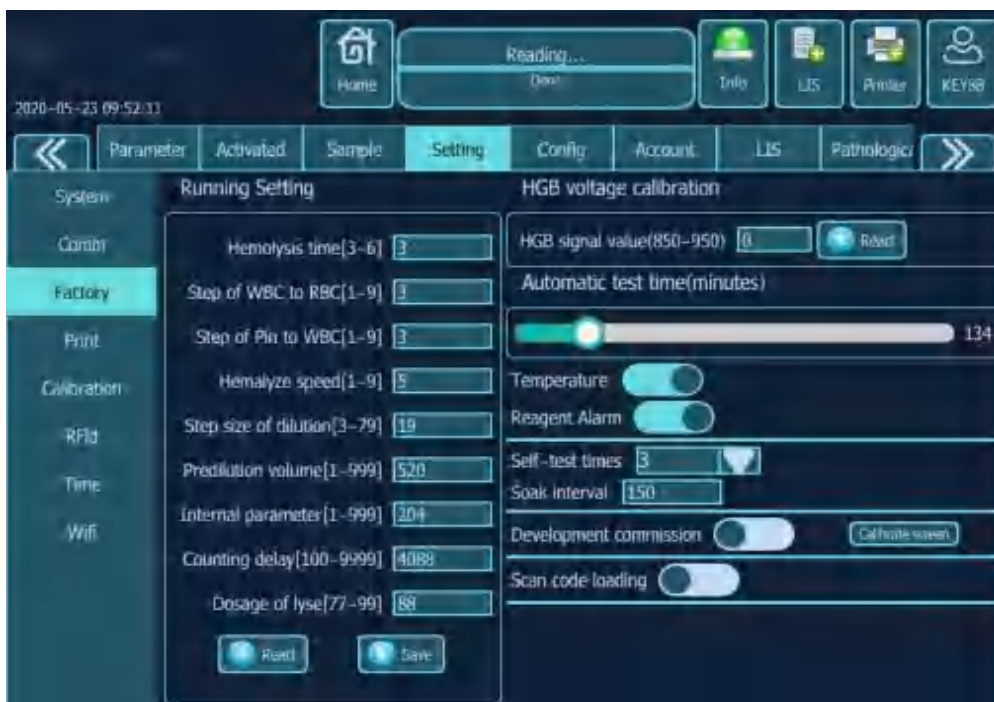 Home
Reading...
Info
LIS
Printer
KEY88
2020-05-23 09:52:11
Parameter
Activated
Sample
Setting
Config
Account
LIS
Pathologica
System
Comm
Factory
Print
Calibration
RFId
Time
Wifi
Running Setting
Hemolysis time[3-6] 3
Step of WBC to RBC[1-9] 3
Step of Pin to WBC[1-9] 3
Hemalyze speed[1-9] 5
Step size of dilution[3-79] 19
Predilution volume[1-999] 520
Internal parameter[1-999] 204
Counting delay[100-9999] 4088
Dosage of lyse[77-99] 88
Read
Save
HGB voltage calibration
HGB signal value(850-950) 0
Read
Automatic test time(minutes)
134
Temperature
Reagent Alarm
Self-test times 3
Soak interval 150
Development commission
Calibrate screen
Scan code loading